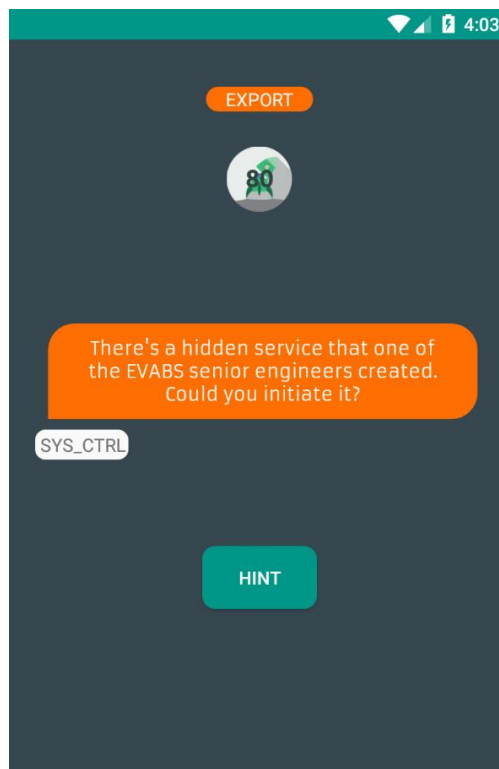 4:03
EXPORT
80
There's a hidden service that one of
the EVABS senior engineers created.
Could you initiate it?
SYS_CTRL
HINT